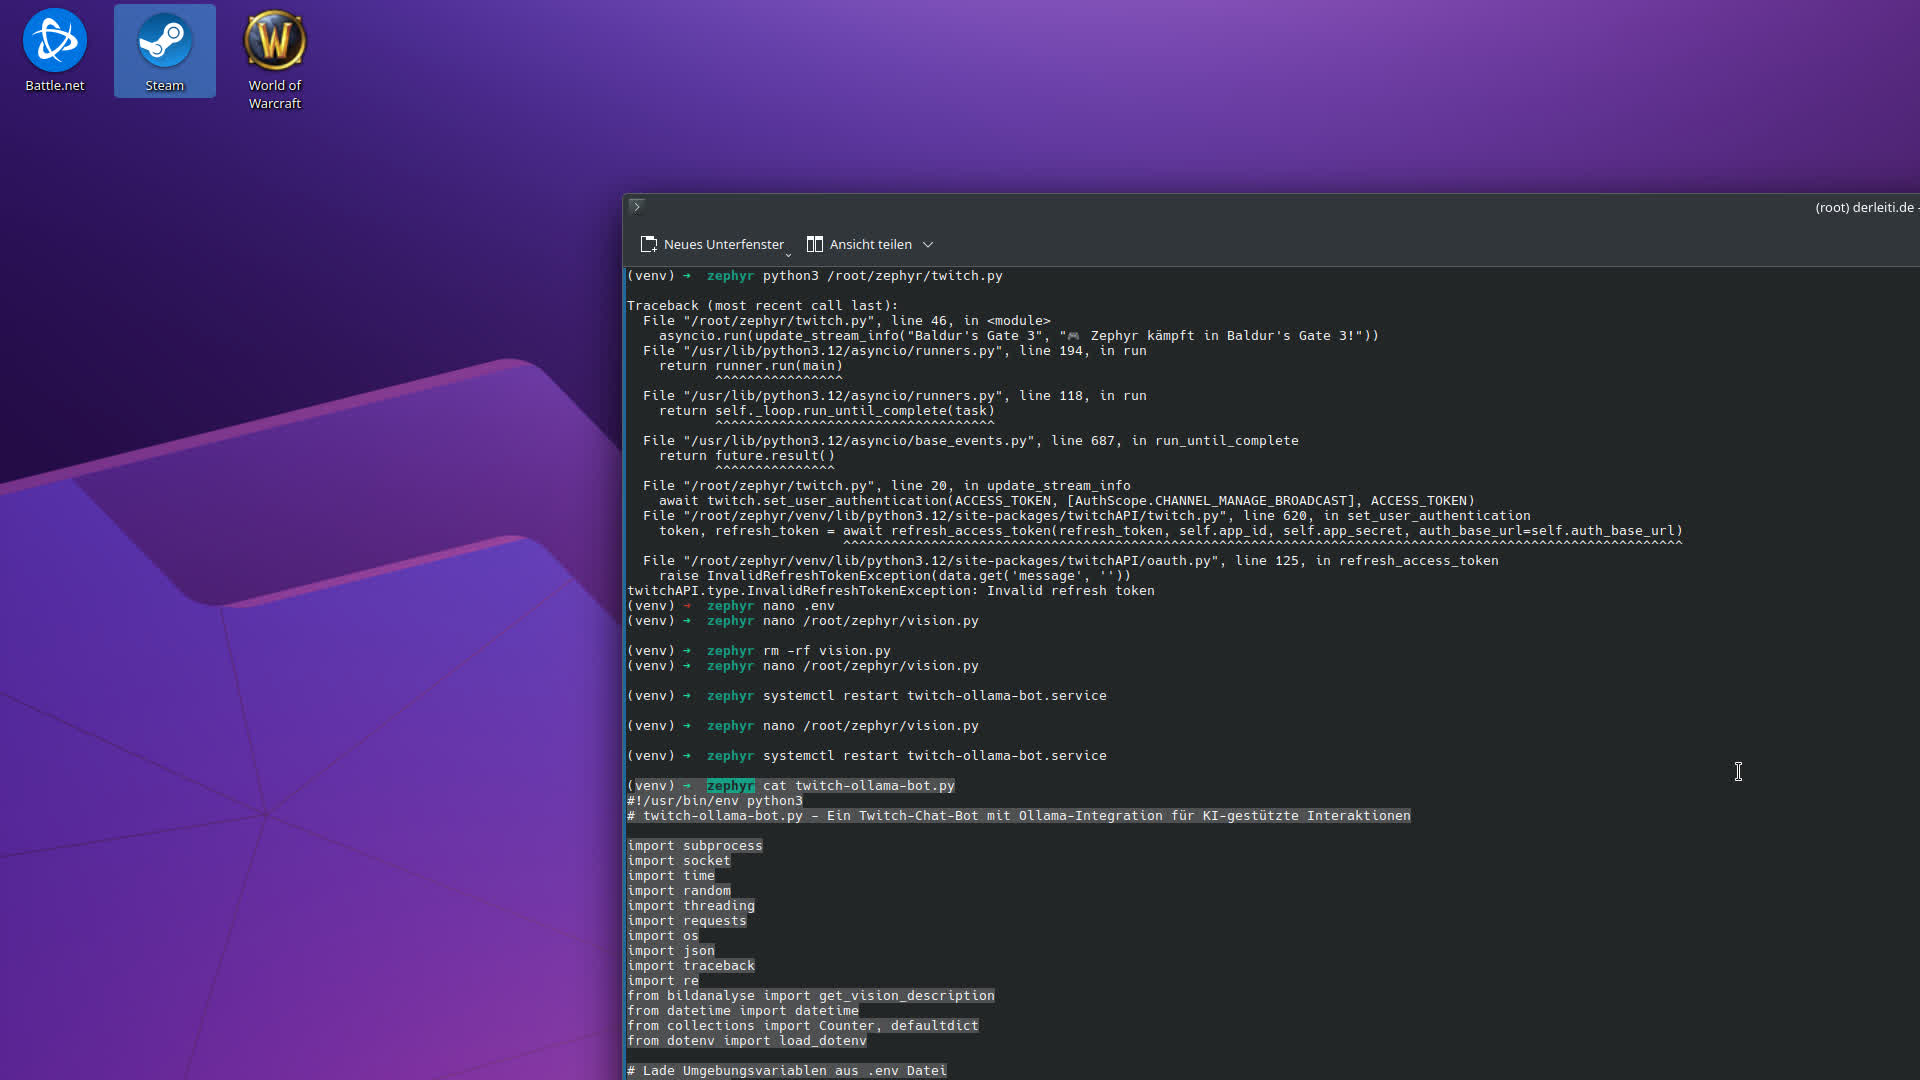 Battle.net
Steam
World of
Warcraft
(root) derleiti.de -
Neues Unterfenster
Ansicht teilen
(venv) ➜  zephyr python3 /root/zephyr/twitch.py
Traceback (most recent call last):
  File "/root/zephyr/twitch.py", line 46, in <module>
    asyncio.run(update_stream_info("Baldur's Gate 3", "🎮 Zephyr kämpft in Baldur's Gate 3!"))
  File "/usr/lib/python3.12/asyncio/runners.py", line 194, in run
    return runner.run(main)
           ^^^^^^^^^^^^^^^^
  File "/usr/lib/python3.12/asyncio/runners.py", line 118, in run
    return self._loop.run_until_complete(task)
           ^^^^^^^^^^^^^^^^^^^^^^^^^^^^^^^^^^^
  File "/usr/lib/python3.12/asyncio/base_events.py", line 687, in run_until_complete
    return future.result()
           ^^^^^^^^^^^^^^^
  File "/root/zephyr/twitch.py", line 20, in update_stream_info
    await twitch.set_user_authentication(ACCESS_TOKEN, [AuthScope.CHANNEL_MANAGE_BROADCAST], ACCESS_TOKEN)
  File "/root/zephyr/venv/lib/python3.12/site-packages/twitchAPI/twitch.py", line 620, in set_user_authentication
    token, refresh_token = await refresh_access_token(refresh_token, self.app_id, self.app_secret, auth_base_url=self.auth_base_url)
                           ^^^^^^^^^^^^^^^^^^^^^^^^^^^^^^^^^^^^^^^^^^^^^^^^^^^^^^^^^^^^^^^^^^^^^^^^^^^^^^^^^^^^^^^^^^^^^^^^^^^^^^^^^
  File "/root/zephyr/venv/lib/python3.12/site-packages/twitchAPI/oauth.py", line 125, in refresh_access_token
    raise InvalidRefreshTokenException(data.get('message', ''))
twitchAPI.type.InvalidRefreshTokenException: Invalid refresh token
(venv) ➜  zephyr nano .env
(venv) ➜  zephyr nano /root/zephyr/vision.py
(venv) ➜  zephyr rm -rf vision.py
(venv) ➜  zephyr nano /root/zephyr/vision.py
(venv) ➜  zephyr systemctl restart twitch-ollama-bot.service
(venv) ➜  zephyr nano /root/zephyr/vision.py
(venv) ➜  zephyr systemctl restart twitch-ollama-bot.service
(venv) ➜  zephyr cat twitch-ollama-bot.py
#!/usr/bin/env python3
# twitch-ollama-bot.py - Ein Twitch-Chat-Bot mit Ollama-Integration für KI-gestützte Interaktionen
import subprocess
import socket
import time
import random
import threading
import requests
import os
import json
import traceback
import re
from bildanalyse import get_vision_description
from datetime import datetime
from collections import Counter, defaultdict
from dotenv import load_dotenv
# Lade Umgebungsvariablen aus .env Datei